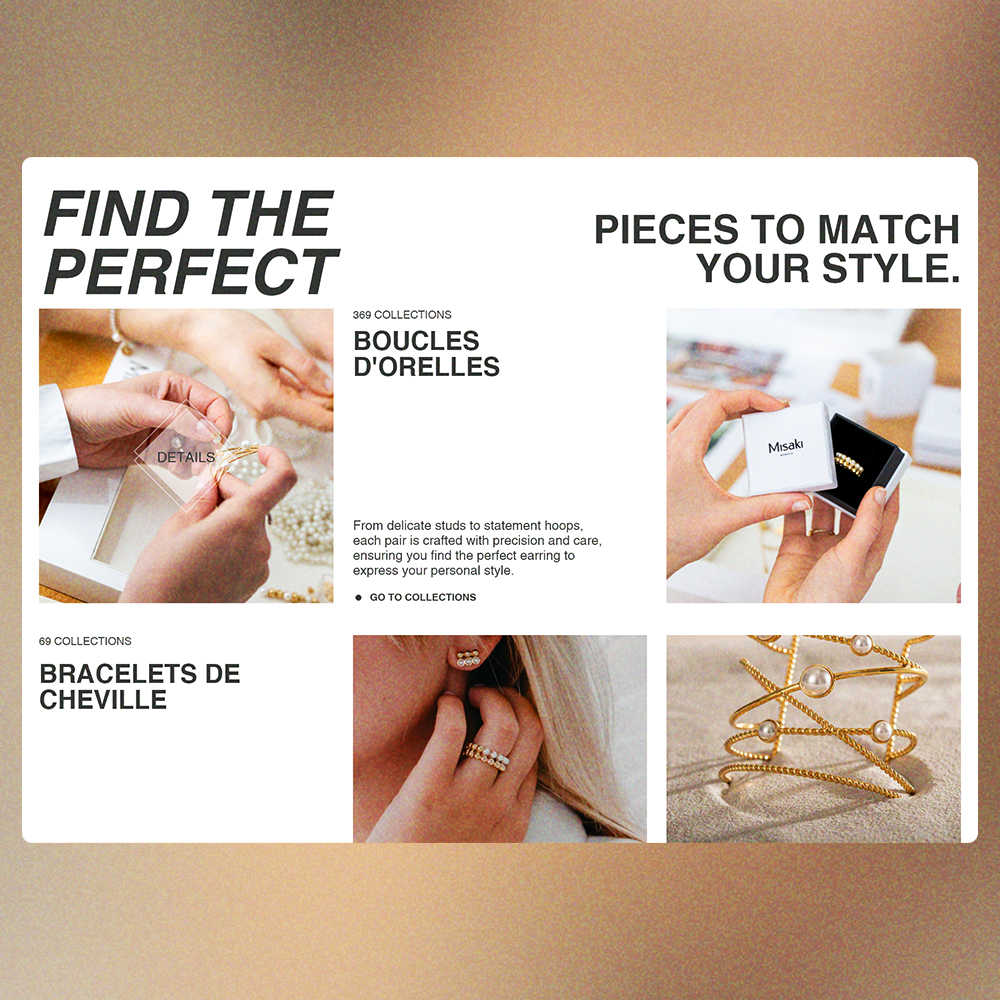 FIND THE
PERFECT
PIECES TO MATCH
YOUR STYLE.
DETAILS
369 COLLECTIONS
BOUCLES
D'ORELLES
From delicate studs to statement hoops,
each pair is crafted with precision and care,
ensuring you find the perfect earring to
express your personal style.
GO TO COLLECTIONS
Misaki
69 COLLECTIONS
BRACELETS DE
CHEVILLE